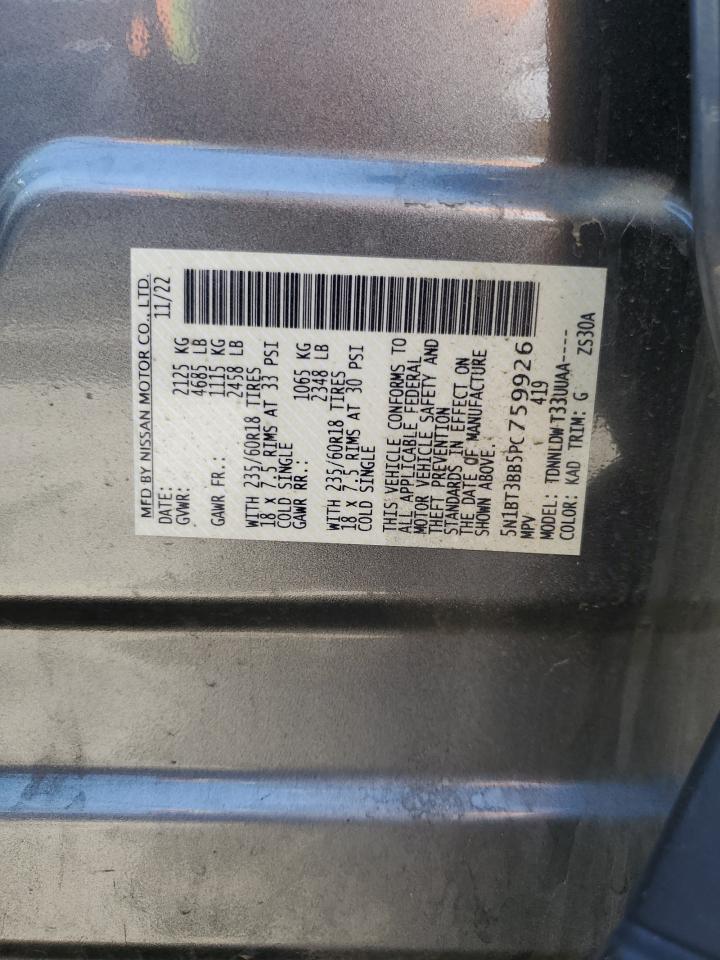 MFD BY NISSAN MOTOR CO., LTD.
DATE: 11/22
GVWR: 2125 KG
4685 LB
GAWR FR.: 1115 KG
2458 LB
WITH 235/60R18 TIRES
18 X 7.5 RIMS AT 33 PSI
COLD SINGLE
GAWR RR.: 1065 KG
2348 LB
WITH 235/60R18 TIRES
18 X 7.5 RIMS AT 30 PSI
COLD SINGLE
THIS VEHICLE CONFORMS TO
ALL APPLICABLE FEDERAL
MOTOR VEHICLE SAFETY AND
THEFT PREVENTION
STANDARDS IN EFFECT ON
THE DATE OF MANUFACTURE
SHOWN ABOVE.
5N1BT3BB5PC759926
MPV 419
MODEL: TDNNLDW T33UUAA-----
COLOR: KAD TRIM: G ZS30A